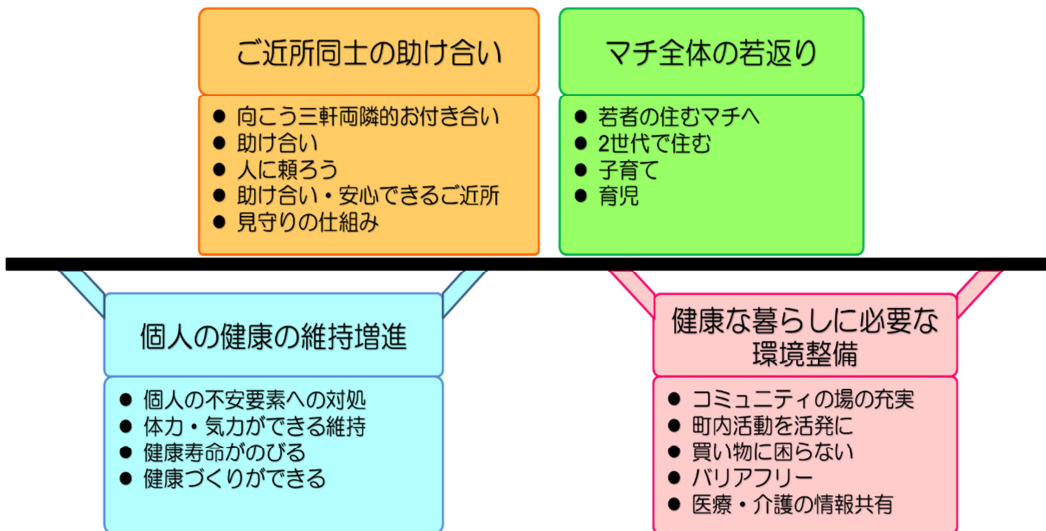 ご近所同士の助け合い
● 向こう三軒両隣的お付き合い
● 助け合い
● 人に頼ろう
● 助け合い・安心できるご近所
● 見守りの仕組み
マチ全体の若返り
● 若者の住むマチへ
● 2世代で住む
● 子育て
● 育児
個人の健康の維持増進
● 個人の不安要素への対処
● 体力・気力ができる維持
● 健康寿命がのびる
● 健康づくりができる
健康な暮らしに必要な
環境整備
● コミュニティの場の充実
● 町内活動を活発に
● 買い物に困らない
● バリアフリー
● 医療・介護の情報共有